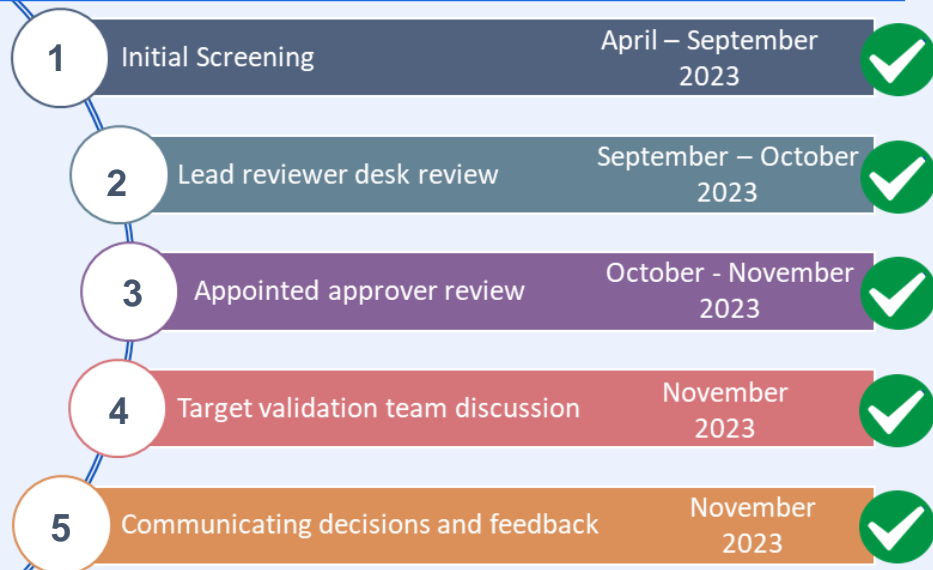 1
Initial Screening
April – September
2023
2
Lead reviewer desk review
September – October
2023
3
Appointed approver review
October - November
2023
4
Target validation team discussion
November
2023
5
Communicating decisions and feedback
November
2023